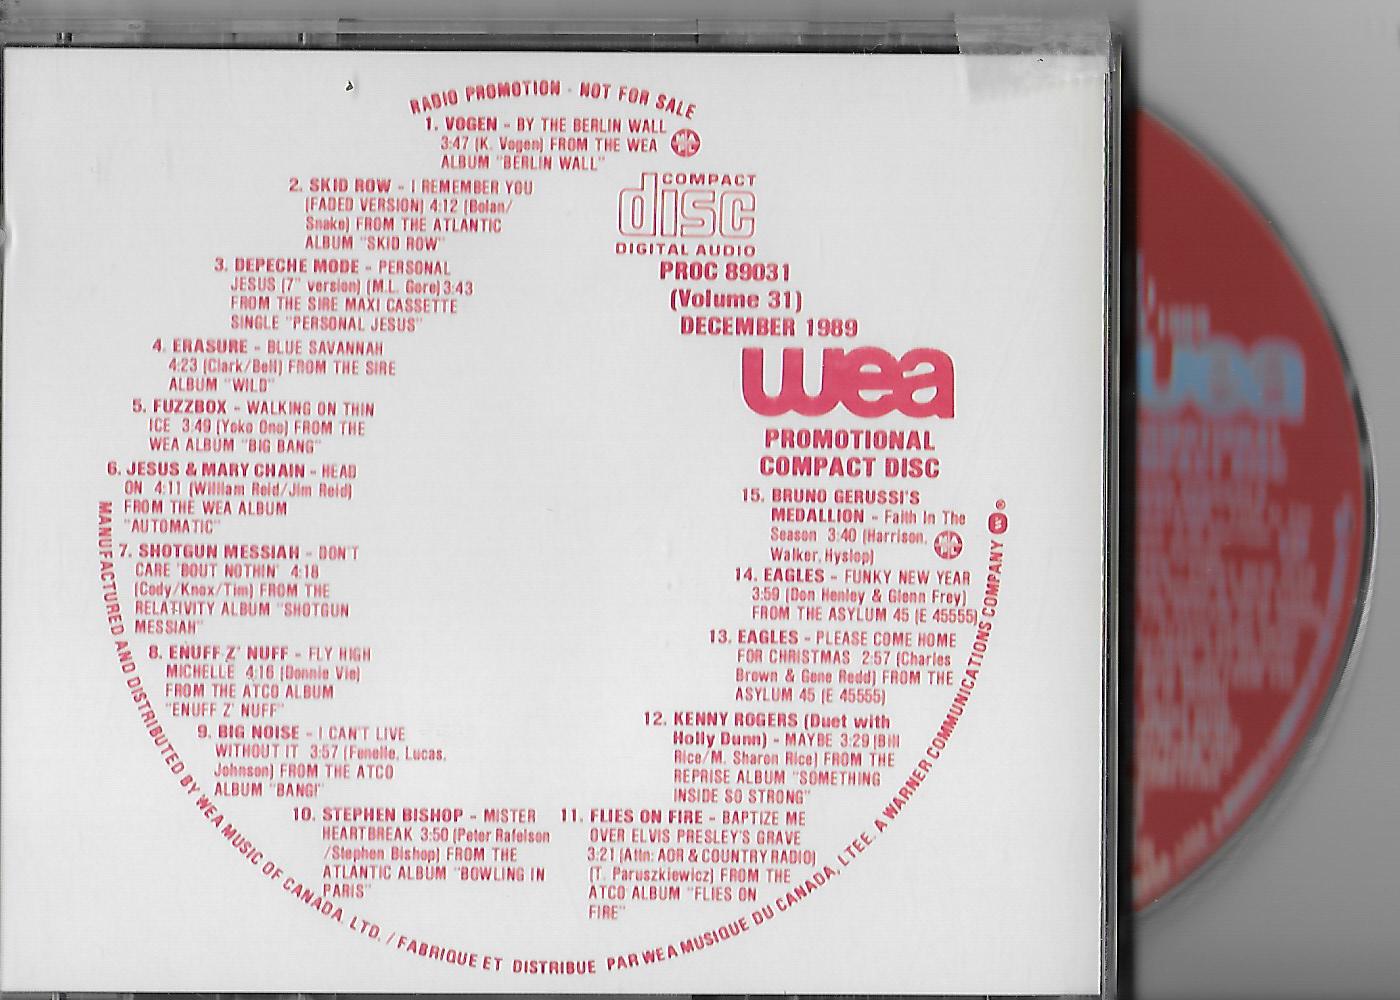 RADIO PROMOTION · NOT FOR SALE
1. VOGEN - BY THE BERLIN WALL
3:47 (K. Vogen) FROM THE WEA
ALBUM "BERLIN WALL"
2. SKID ROW - I REMEMBER YOU
(FADED VERSION) 4:12 (Bolan/
Snake) FROM THE ATLANTIC
ALBUM "SKID ROW"
3. DEPECHE MODE - PERSONAL
JESUS (7" version) (M.L. Gore) 3:43
FROM THE SIRE MAXI CASSETTE
SINGLE "PERSONAL JESUS"
4. ERASURE - BLUE SAVANNAH
4:23 (Clark/Bell) FROM THE SIRE
ALBUM "WILD"
5. FUZZBOX - WALKING ON THIN
ICE 3:49 (Yoko Ono) FROM THE
WEA ALBUM "BIG BANG"
6. JESUS & MARY CHAIN - HEAD
ON 4:11 (William Reid/Jim Reid)
FROM THE WEA ALBUM
"AUTOMATIC"
7. SHOTGUN MESSIAH - DON'T
CARE 'BOUT NOTHIN' 4:18
(Cody/Knox/Tim) FROM THE
RELATIVITY ALBUM "SHOTGUN
MESSIAH"
8. ENUFF Z' NUFF - FLY HIGH
MICHELLE 4:16 (Donnie Vie)
FROM THE ATCO ALBUM
"ENUFF Z' NUFF"
9. BIG NOISE - I CAN'T LIVE
WITHOUT IT 3:57 (Fenelle, Lucas,
Johnson) FROM THE ATCO
ALBUM "BANG!"
10. STEPHEN BISHOP - MISTER
HEARTBREAK 3:50 (Peter Rafelson
/Stephen Bishop) FROM THE
ATLANTIC ALBUM "BOWLING IN
PARIS"
11. FLIES ON FIRE - BAPTIZE ME
OVER ELVIS PRESLEY'S GRAVE
3:21 (Attn: AOR & COUNTRY RADIO)
(T. Paruszkiewicz) FROM THE
ATCO ALBUM "FLIES ON
FIRE"
12. KENNY ROGERS (Duet with
Holly Dunn) - MAYBE 3:29 (Bill
Rice/M. Sharon Rice) FROM THE
REPRISE ALBUM "SOMETHING
INSIDE SO STRONG"
13. EAGLES - PLEASE COME HOME
FOR CHRISTMAS 2:57 (Charles
Brown & Gene Redd) FROM THE
ASYLUM 45 (E 45555)
14. EAGLES - FUNKY NEW YEAR
3:59 (Don Henley & Glenn Frey)
FROM THE ASYLUM 45 (E 45555)
15. BRUNO GERUSSI'S
MEDALLION - Faith In The
Season 3:40 (Harrison,
Walker, Hyslop)
COMPACT
disc
DIGITAL AUDIO
PROC 89031
(Volume 31)
DECEMBER 1989
wea
PROMOTIONAL
COMPACT DISC
MANUFACTURED AND DISTRIBUTED BY WEA MUSIC OF CANADA, LTD. / FABRIQUE ET DISTRIBUE PAR WEA MUSIQUE DU CANADA, LTEE. A WARNER COMMUNICATIONS COMPANY
1989
wea